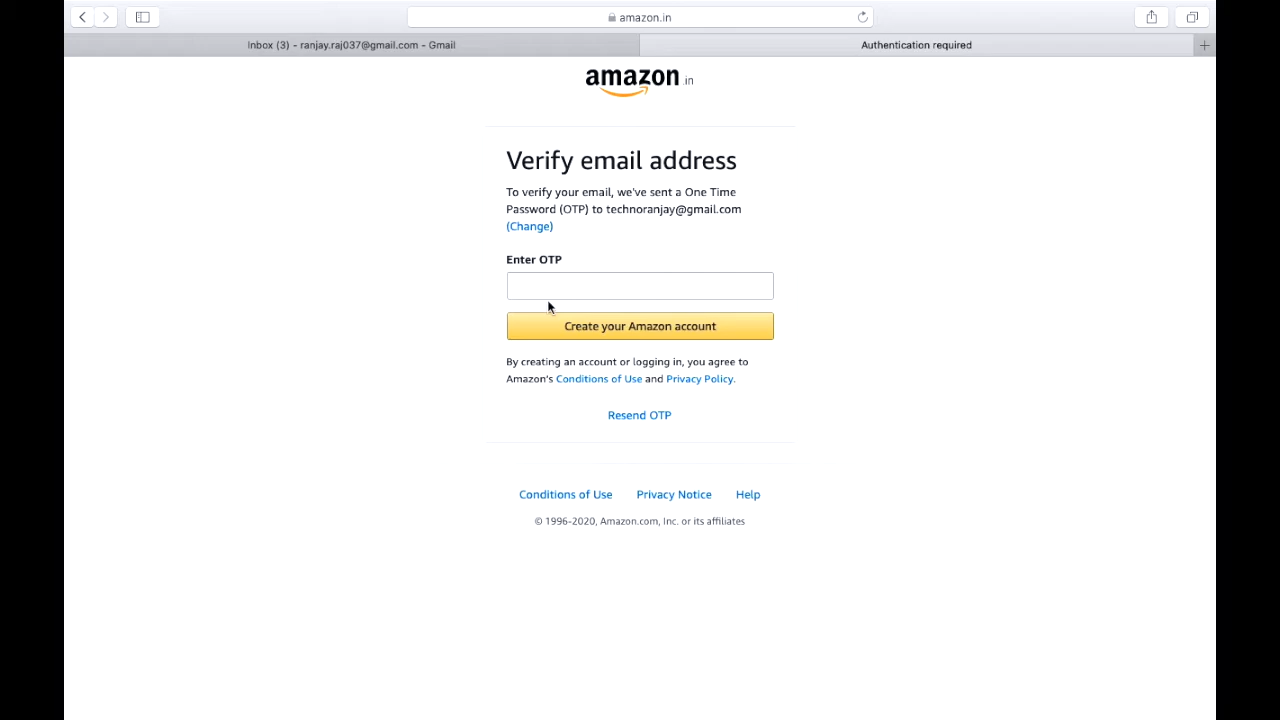 amazon.in
Inbox (3) - ranjay.raj037@gmail.com - Gmail
Authentication required
amazon.in
Verify email address
To verify your email, we've sent a One Time
Password (OTP) to technoranjay@gmail.com
(Change)
Enter OTP
Create your Amazon account
By creating an account or logging in, you agree to
Amazon's Conditions of Use and Privacy Policy.
Resend OTP
Conditions of Use Privacy Notice Help
© 1996-2020, Amazon.com, Inc. or its affiliates